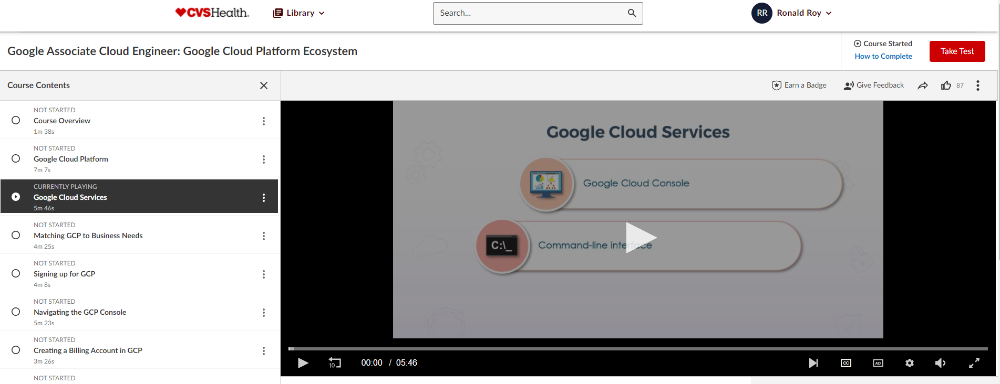 CVSHealth.
Library
Search...
RR
Ronald Roy
Google Associate Cloud Engineer: Google Cloud Platform Ecosystem
Course Started
How to Complete
Take Test
Course Contents
Earn a Badge
Give Feedback
87
NOT STARTED
Course Overview
1m 38s
NOT STARTED
Google Cloud Platform
7m 7s
CURRENTLY PLAYING
Google Cloud Services
5m 46s
NOT STARTED
Matching GCP to Business Needs
4m 25s
NOT STARTED
Signing up for GCP
4m 8s
NOT STARTED
Navigating the GCP Console
5m 23s
NOT STARTED
Creating a Billing Account in GCP
3m 26s
NOT STARTED
Google Cloud Services
Google Cloud Console
C:\_
Command-line interface
10
00:00 / 05:46
CC
AD